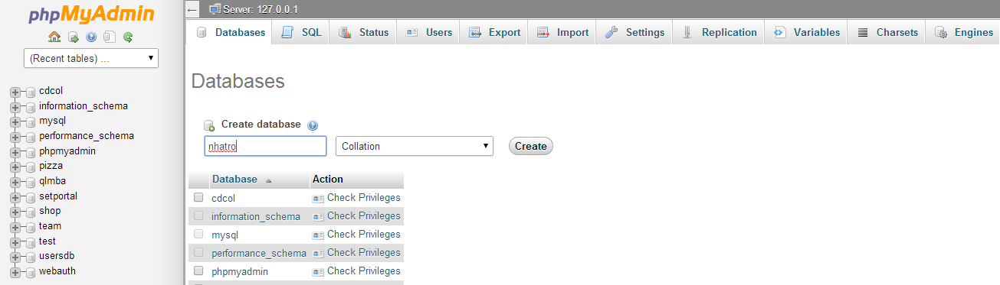 phpMyAdmin
(Recent tables) ...
cdcol
information_schema
mysql
performance_schema
phpmyadmin
pizza
qlmba
setportal
shop
team
test
usersdb
webauth
Server: 127.0.0.1
Databases SQL Status Users Export Import Settings Replication Variables Charsets Engines
Databases
Create database
nhatro Collation Create
Database Action
cdcol Check Privileges
information_schema Check Privileges
mysql Check Privileges
performance_schema Check Privileges
phpmyadmin Check Privileges